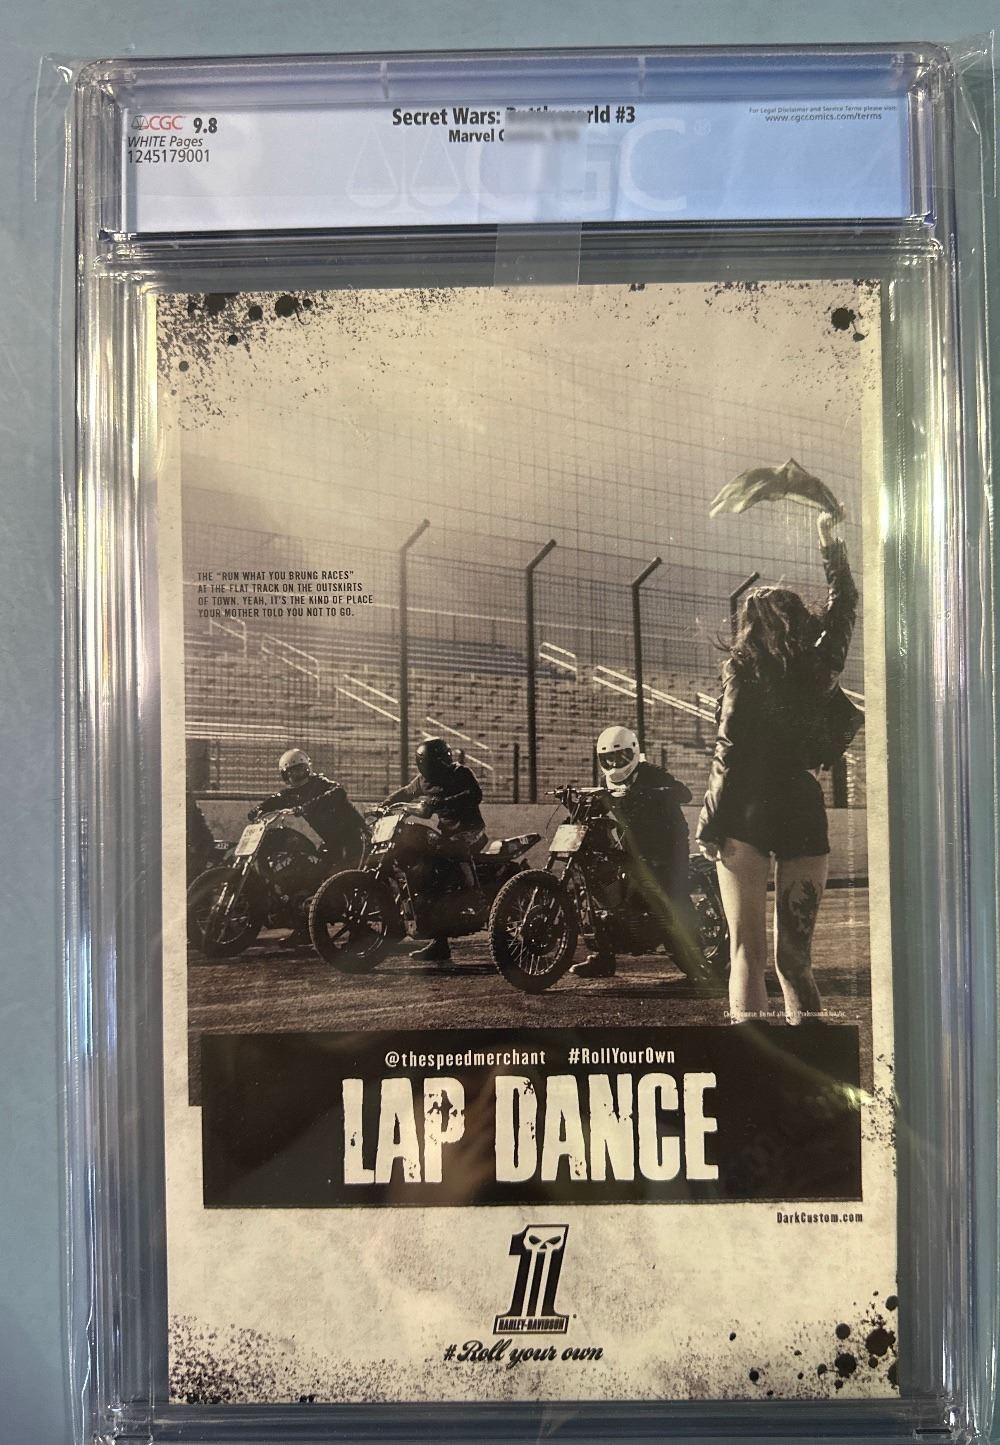 CGC 9.8
WHITE Pages
1245179001
Secret Wars: #3
Marvel
For Legal Disclaimer and Service Terms please visit:
www.cgccomics.com/terms
CGC
THE "RUN WHAT YOU BRUNG RACES"
AT THE FLAT TRACK ON THE OUTSKIRTS
OF TOWN. YEAH, IT'S THE KIND OF PLACE
YOUR MOTHER TOLD YOU NOT TO GO.
@thespeedmerchant #RollYourOwn
LAP DANCE
DarkCustom.com
1
HARLEY-DAVIDSON
#Roll your own